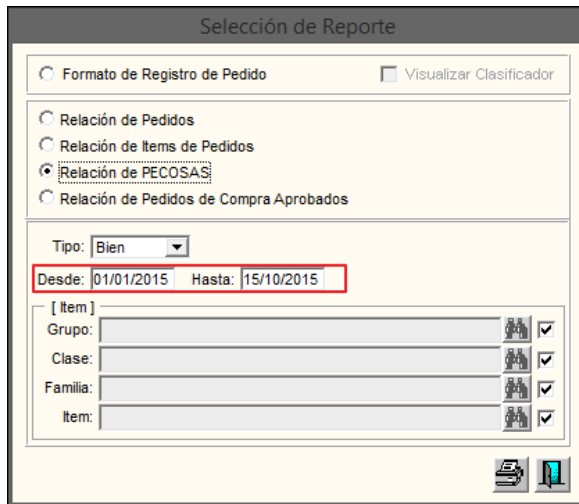 Selección de Reporte
Formato de Registro de Pedido Visualizar Clasificador
Relación de Pedidos
Relación de Items de Pedidos
Relación de PECOSAS
Relación de Pedidos de Compra Aprobados
Tipo: Bien
Desde: 01/01/2015 Hasta: 15/10/2015
[ Item ]
Grupo:
Clase:
Familia:
Item: